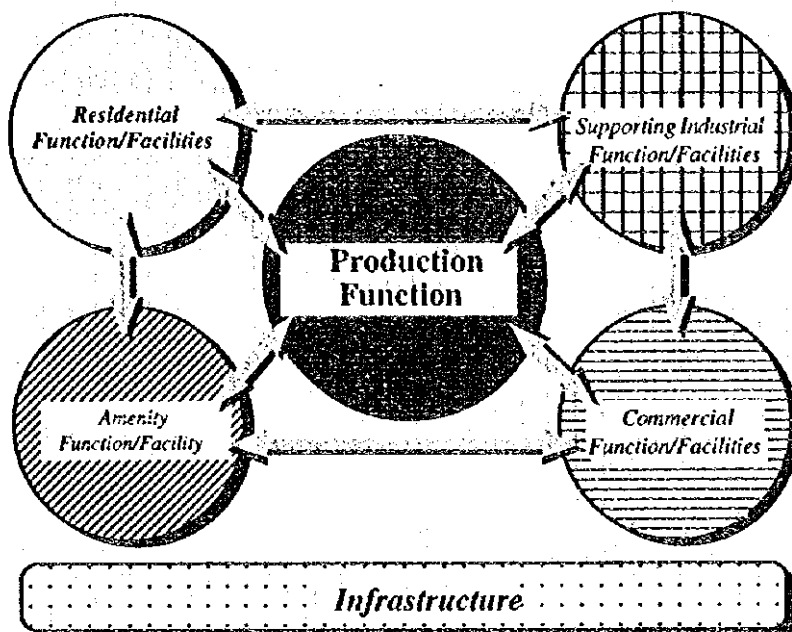 Residential
Function/Facilities
Supporting Industrial
Function/Facilities
Production
Function
Amenity
Function/Facility
Commercial
Function/Facilities
Infrastructure